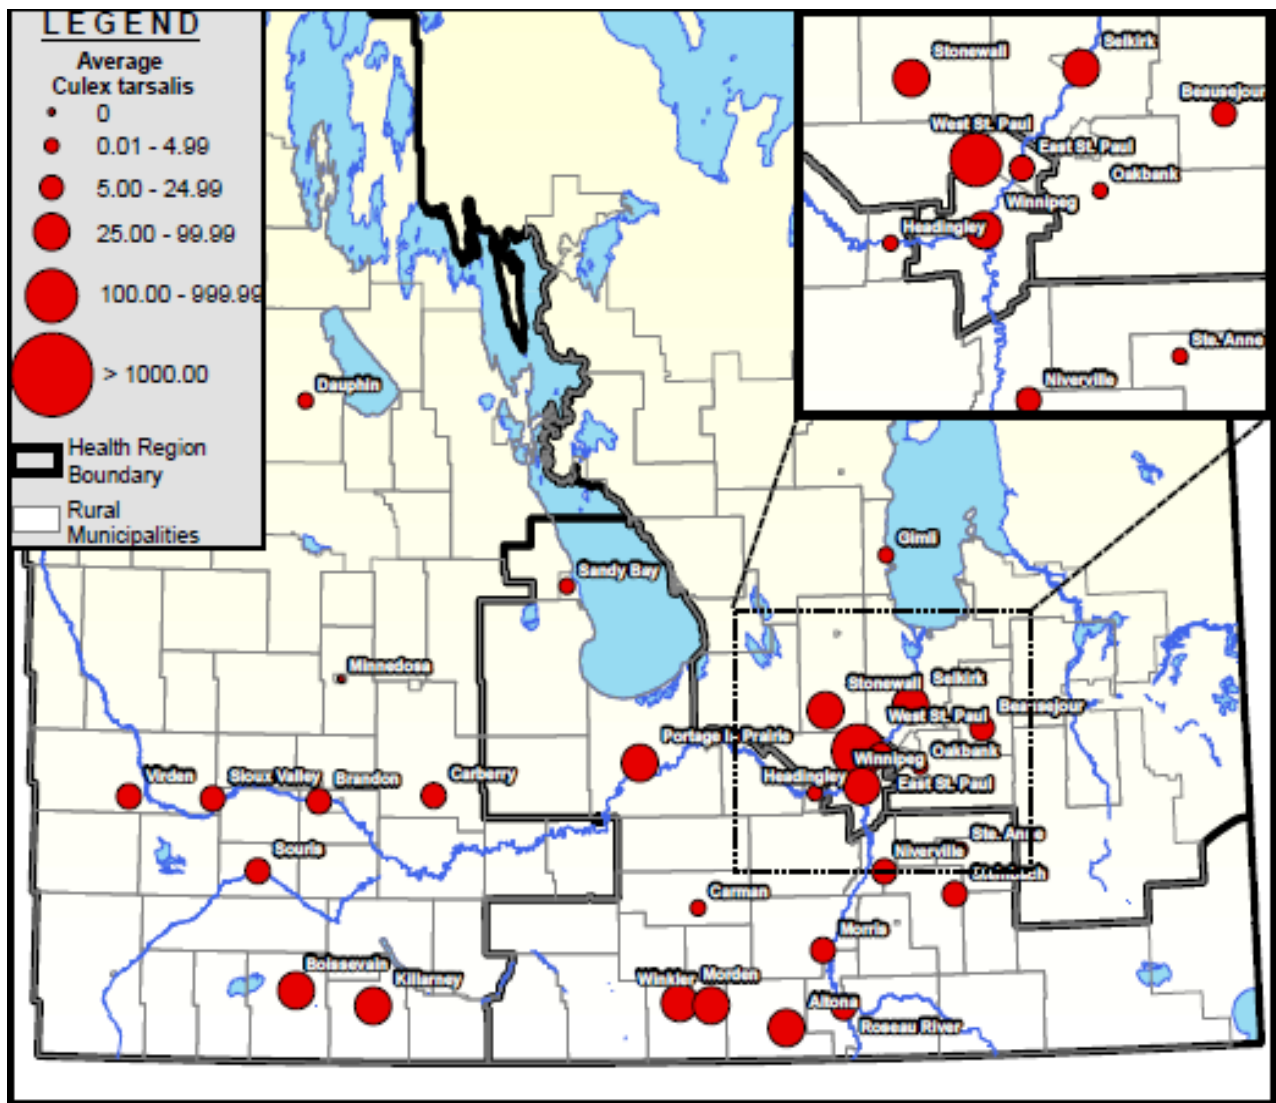 LEGEND
Average
Culex tarsalis
0
0.01 - 4.99
5.00 - 24.99
25.00 - 99.99
100.00 - 999.99
> 1000.00
Health Region
Boundary
Rural
Municipalities
Stonewall
Selkirk
Beausejour
West St. Paul
East St. Paul
Oakbank
Winnipeg
Headingley
Ste. Anne
Niverville
Dauphin
Gimli
Sandy Bay
Minnedosa
Stonewall
Selkirk
West St. Paul
Beausejour
Portage l- Prairie
Winnipeg
Oakbank
Headingley
East St. Paul
Virden
Sioux Valley
Brandon
Carberry
Souris
Ste. Anne
Niverville
Carman
Morris
Boissevain
Killarney
Winkler
Morden
Altona
Roseau River